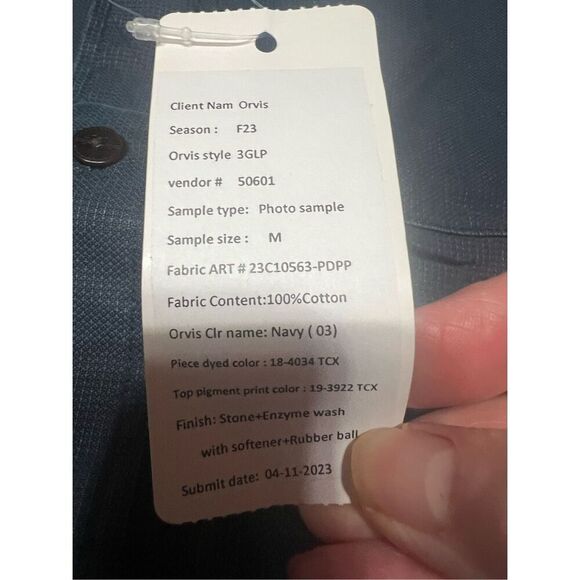 Client Nam Orvis
Season : F23
Orvis style 3GLP
vendor # 50601
Sample type: Photo sample
Sample size : M
Fabric ART # 23C10563-PDPP
Fabric Content:100%Cotton
Orvis Clr name: Navy ( 03)
Piece dyed color : 18-4034 TCX
Top pigment print color : 19-3922 TCX
Finish: Stone+Enzyme wash
with softener+Rubber ball
Submit date: 04-11-2023